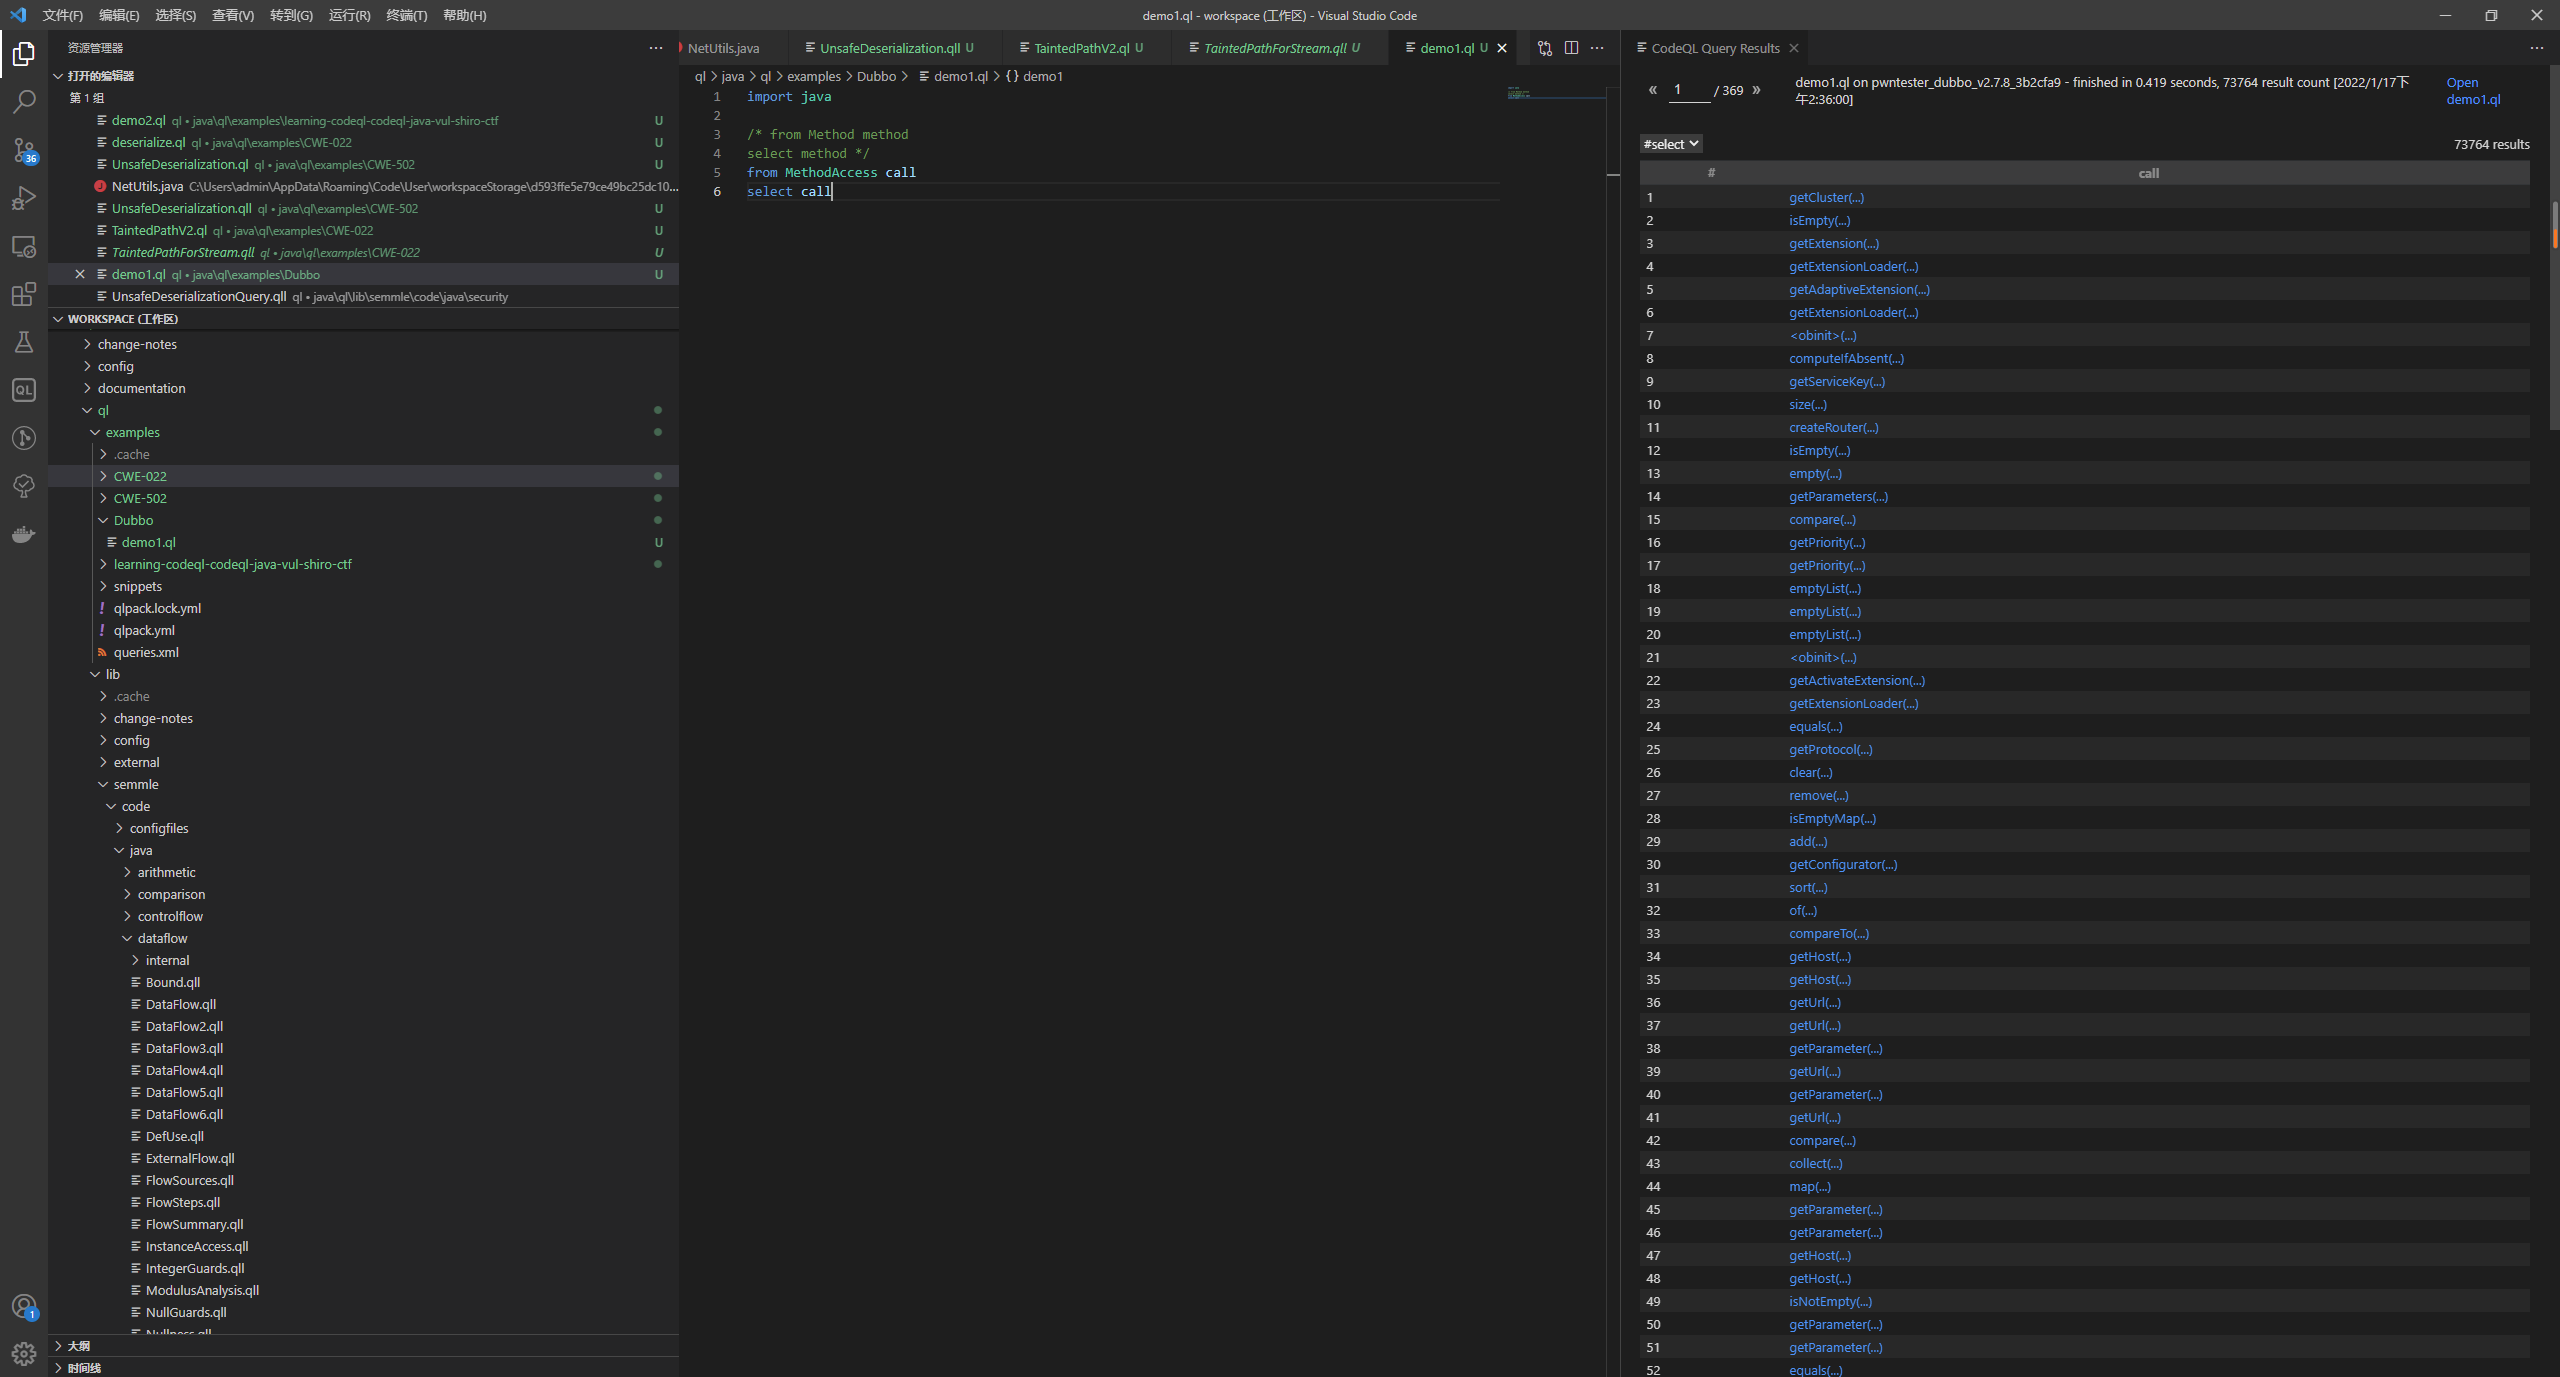 文件(F) 编辑(E) 选择(S) 查看(V) 转到(G) 运行(R) 终端(T) 帮助(H)
demo1.ql - workspace (工作区) - Visual Studio Code
资源管理器
打开的编辑器
第 1 组
demo2.ql ql • java\ql\examples\learning-codeql-codeql-java-vul-shiro-ctf U
deserialize.ql ql • java\ql\examples\CWE-022 U
UnsafeDeserialization.ql ql • java\ql\examples\CWE-502 U
NetUtils.java C:\Users\admin\AppData\Roaming\Code\User\workspaceStorage\d593ffe5e79ce49bc25dc10...
UnsafeDeserialization.qll ql • java\ql\examples\CWE-502 U
TaintedPathV2.ql ql • java\ql\examples\CWE-022 U
TaintedPathForStream.qll ql • java\ql\examples\CWE-022 U
demo1.ql ql • java\ql\examples\Dubbo U
UnsafeDeserializationQuery.qll ql • java\ql\lib\semmle\code\java\security
WORKSPACE (工作区)
change-notes
config
documentation
ql
examples
.cache
CWE-022
CWE-502
Dubbo
demo1.ql U
learning-codeql-codeql-java-vul-shiro-ctf
snippets
! qlpack.lock.yml
! qlpack.yml
queries.xml
lib
.cache
change-notes
config
external
semmle
code
configfiles
java
arithmetic
comparison
controlflow
dataflow
internal
Bound.qll
DataFlow.qll
DataFlow2.qll
DataFlow3.qll
DataFlow4.qll
DataFlow5.qll
DataFlow6.qll
DefUse.qll
ExternalFlow.qll
FlowSources.qll
FlowSteps.qll
FlowSummary.qll
InstanceAccess.qll
IntegerGuards.qll
ModulusAnalysis.qll
NullGuards.qll
Nullness.qll
大纲
时间线
36
QL
1
NetUtils.java UnsafeDeserialization.qll U TaintedPathV2.ql U TaintedPathForStream.qll U demo1.ql U
ql > java > ql > examples > Dubbo > demo1.ql > {} demo1
1 import java
2
3 /* from Method method
4 select method */
5 from MethodAccess call
6 select call
CodeQL Query Results
« 1 / 369 »
demo1.ql on pwntester_dubbo_v2.7.8_3b2cfa9 - finished in 0.419 seconds, 73764 result count [2022/1/17下
午2:36:00]
Open
demo1.ql
#select 73764 results
# call
1 getCluster(...)
2 isEmpty(...)
3 getExtension(...)
4 getExtensionLoader(...)
5 getAdaptiveExtension(...)
6 getExtensionLoader(...)
7 <obinit>(...)
8 computeIfAbsent(...)
9 getServiceKey(...)
10 size(...)
11 createRouter(...)
12 isEmpty(...)
13 empty(...)
14 getParameters(...)
15 compare(...)
16 getPriority(...)
17 getPriority(...)
18 emptyList(...)
19 emptyList(...)
20 emptyList(...)
21 <obinit>(...)
22 getActivateExtension(...)
23 getExtensionLoader(...)
24 equals(...)
25 getProtocol(...)
26 clear(...)
27 remove(...)
28 isEmptyMap(...)
29 add(...)
30 getConfigurator(...)
31 sort(...)
32 of(...)
33 compareTo(...)
34 getHost(...)
35 getHost(...)
36 getUrl(...)
37 getUrl(...)
38 getParameter(...)
39 getUrl(...)
40 getParameter(...)
41 getUrl(...)
42 compare(...)
43 collect(...)
44 map(...)
45 getParameter(...)
46 getParameter(...)
47 getHost(...)
48 getHost(...)
49 isNotEmpty(...)
50 getParameter(...)
51 getParameter(...)
52 equals(...)